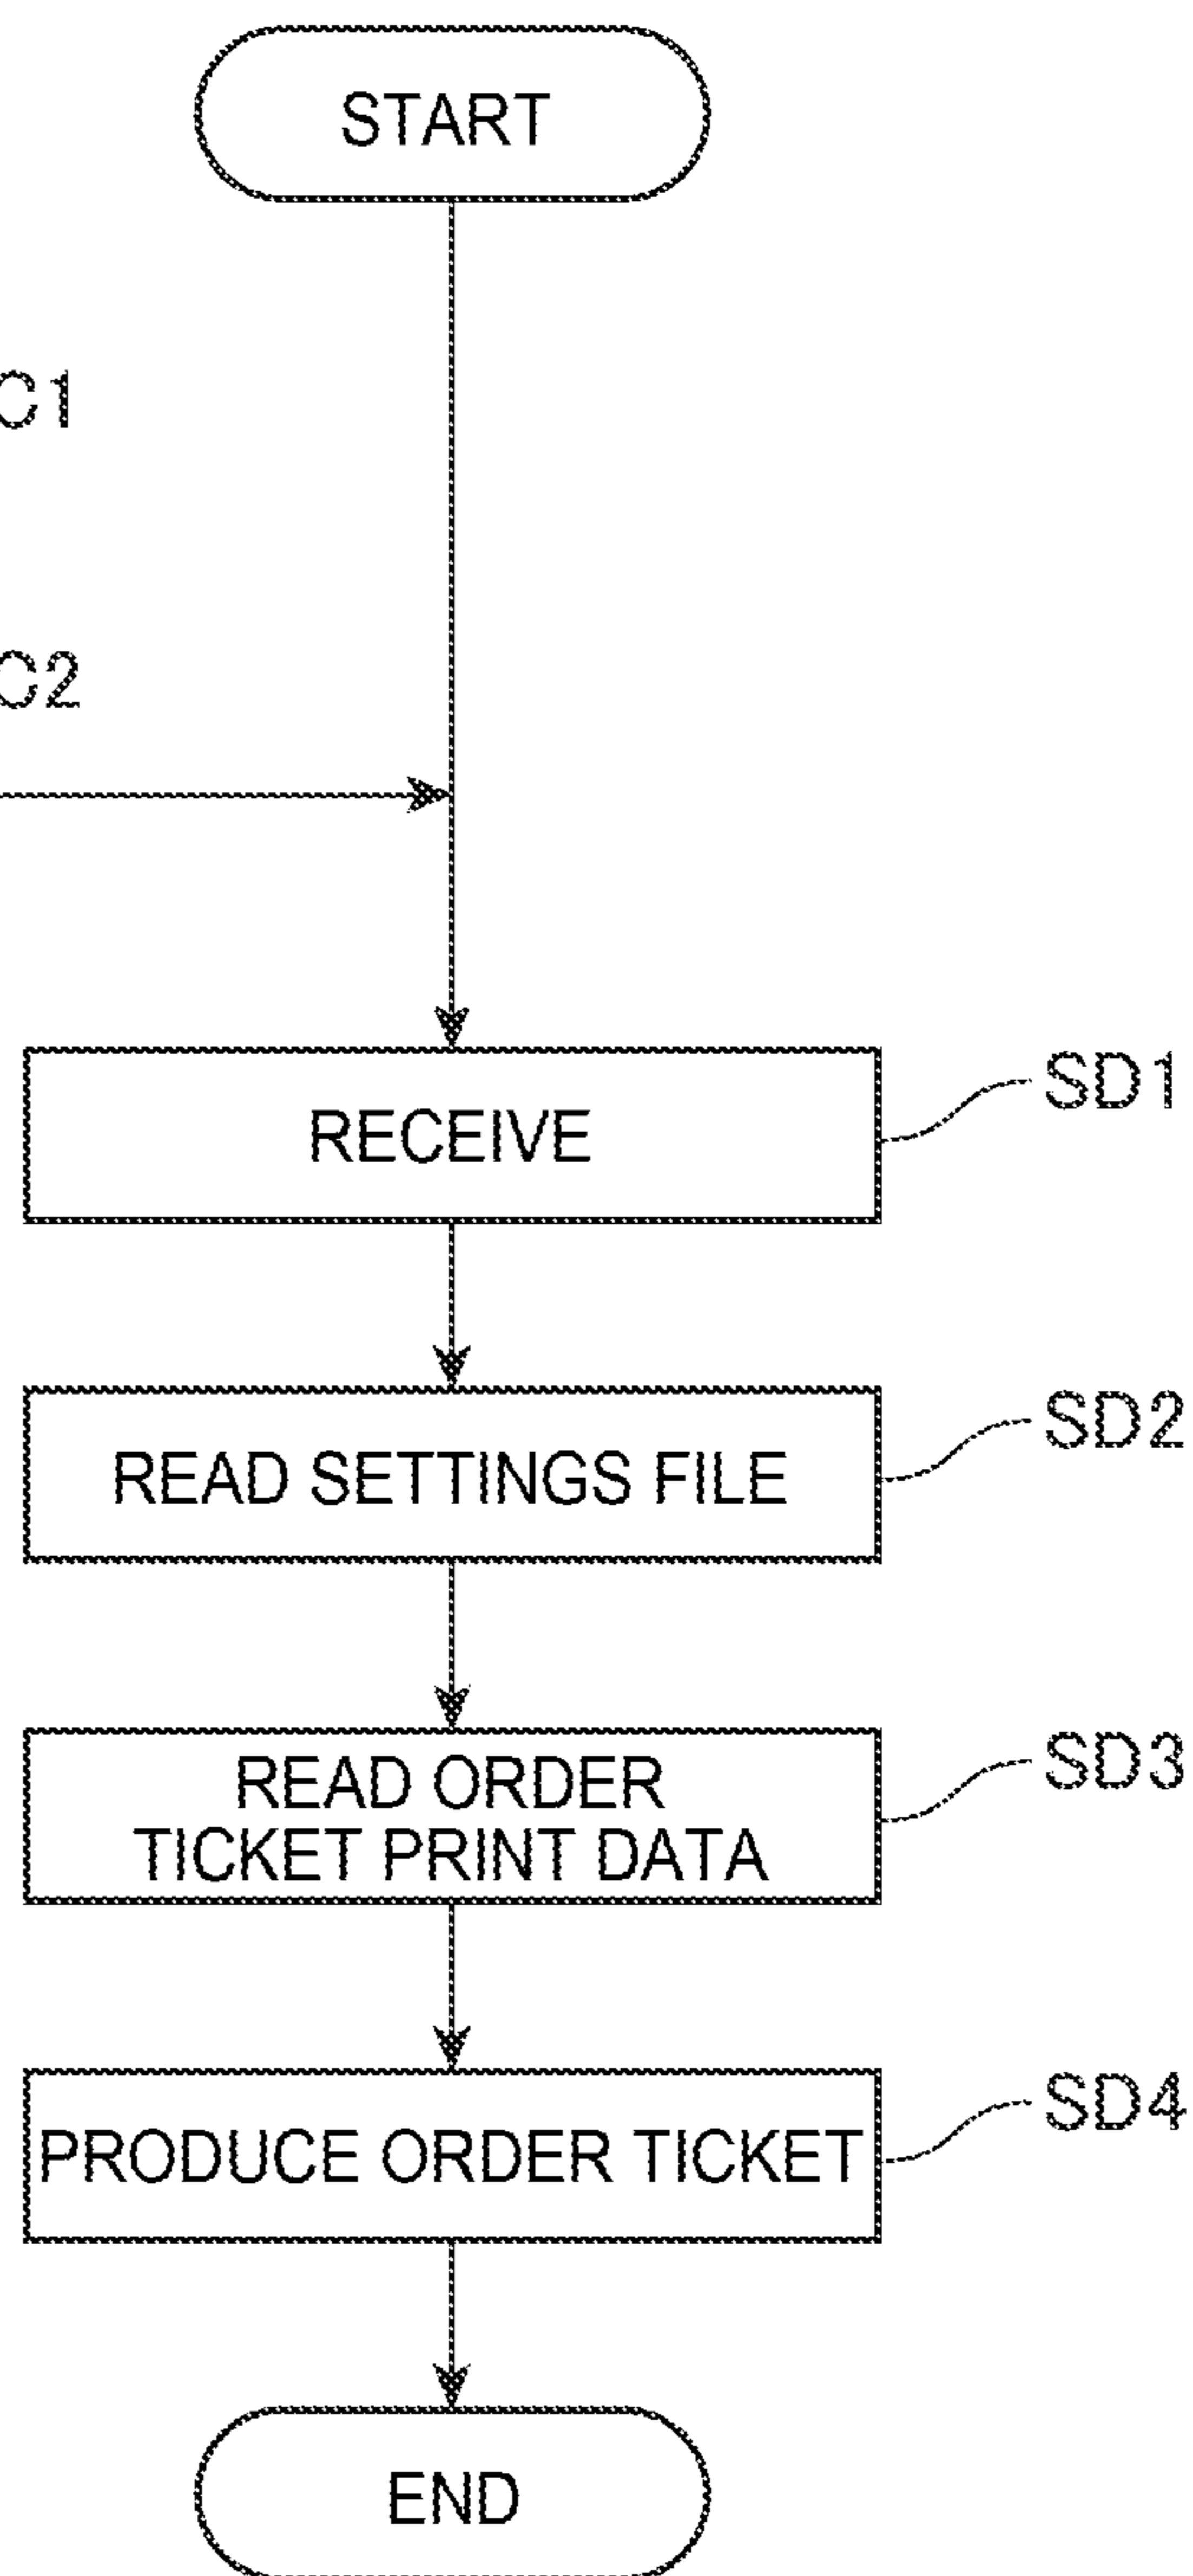 START
C1
C2
RECEIVE
SD1
READ SETTINGS FILE
SD2
READ ORDER
TICKET PRINT DATA
SD3
PRODUCE ORDER TICKET
SD4
END